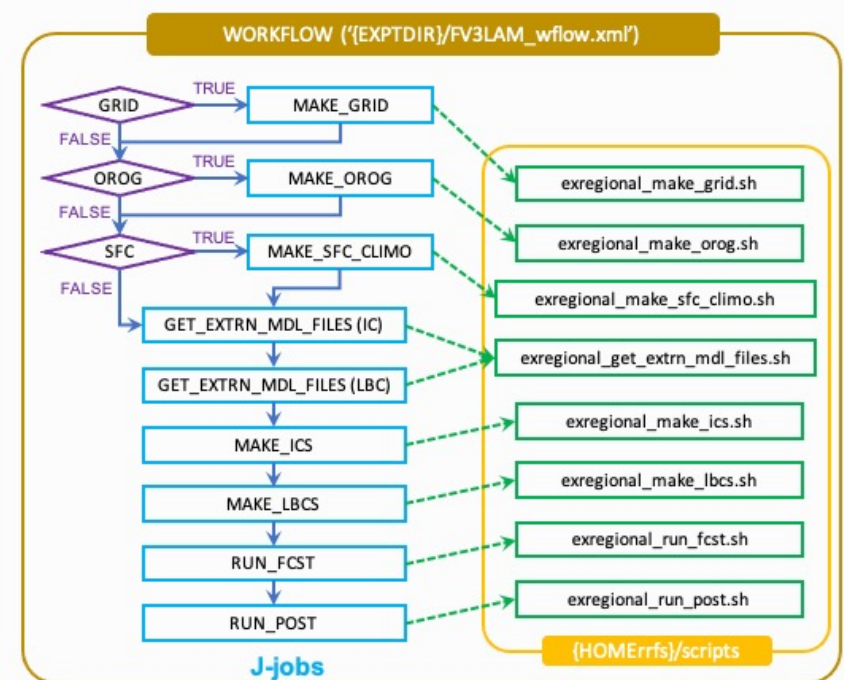 WORKFLOW ('{EXPTDIR}/FV3LAM_wflow.xml')
GRID
TRUE
MAKE_GRID
FALSE
OROG
TRUE
MAKE_OROG
exregional_make_grid.sh
FALSE
SFC
TRUE
MAKE_SFC_CLIMO
exregional_make_orog.sh
FALSE
exregional_make_sfc_climo.sh
GET_EXTRN_MDL_FILES (IC)
exregional_get_extrn_mdl_files.sh
GET_EXTRN_MDL_FILES (LBC)
MAKE_ICS
exregional_make_ics.sh
MAKE_LBCS
exregional_make_lbcs.sh
RUN_FCST
exregional_run_fcst.sh
RUN_POST
exregional_run_post.sh
J-jobs
{HOMErrfs}/scripts